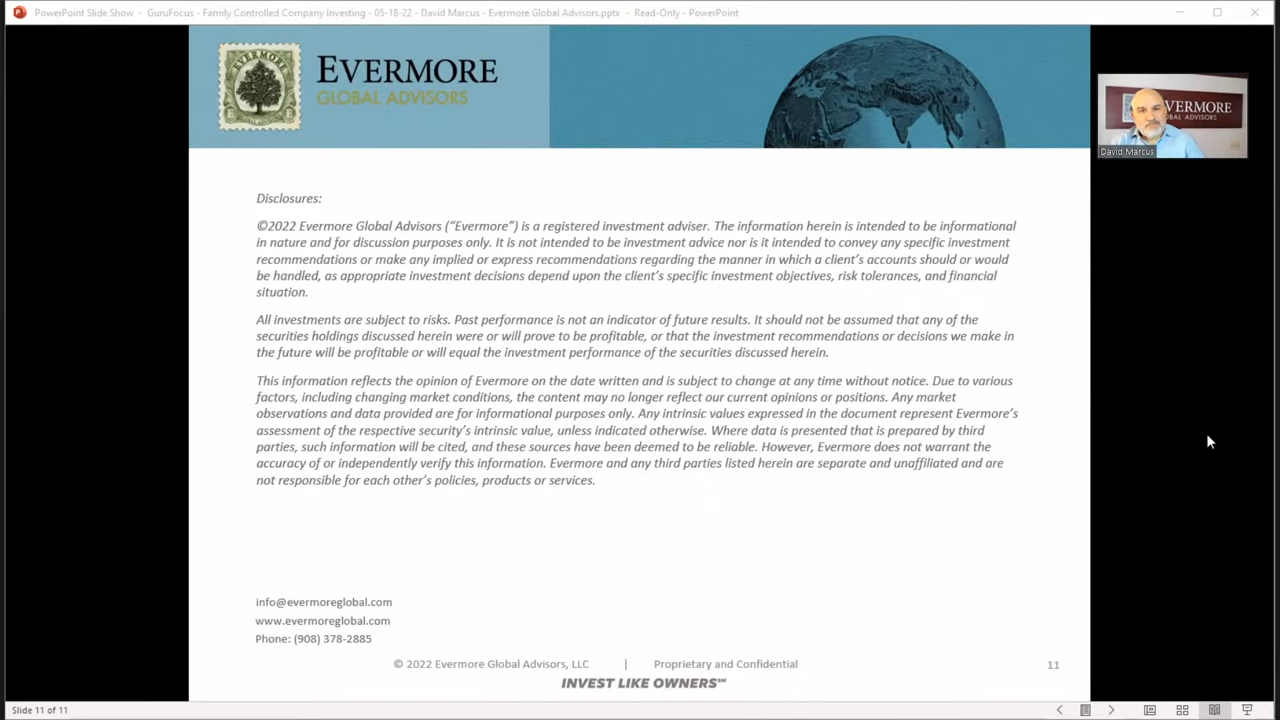 PowerPoint Slide Show - GuruFocus - Family Controlled Company Investing - 05-18-22 - David Marcus - Evermore Global Advisors.pptx - Read-Only - PowerPoint
EVERMORE
GLOBAL ADVISORS
EVERMORE
VERMORE
BAL ADVISORS
David Marcus
Disclosures:
©2022 Evermore Global Advisors (“Evermore”) is a registered investment adviser. The information herein is intended to be informational
in nature and for discussion purposes only. It is not intended to be investment advice nor is it intended to convey any specific investment
recommendations or make any implied or express recommendations regarding the manner in which a client’s accounts should or would
be handled, as appropriate investment decisions depend upon the client’s specific investment objectives, risk tolerances, and financial
situation.
All investments are subject to risks. Past performance is not an indicator of future results. It should not be assumed that any of the
securities holdings discussed herein were or will prove to be profitable, or that the investment recommendations or decisions we make in
the future will be profitable or will equal the investment performance of the securities discussed herein.
This information reflects the opinion of Evermore on the date written and is subject to change at any time without notice. Due to various
factors, including changing market conditions, the content may no longer reflect our current opinions or positions. Any market
observations and data provided are for informational purposes only. Any intrinsic values expressed in the document represent Evermore’s
assessment of the respective security’s intrinsic value, unless indicated otherwise. Where data is presented that is prepared by third
parties, such information will be cited, and these sources have been deemed to be reliable. However, Evermore does not warrant the
accuracy of or independently verify this information. Evermore and any third parties listed herein are separate and unaffiliated and are
not responsible for each other’s policies, products or services.
info@evermoreglobal.com
www.evermoreglobal.com
Phone: (908) 378-2885
© 2022 Evermore Global Advisors, LLC | Proprietary and Confidential
11
INVEST LIKE OWNERS℠
Slide 11 of 11